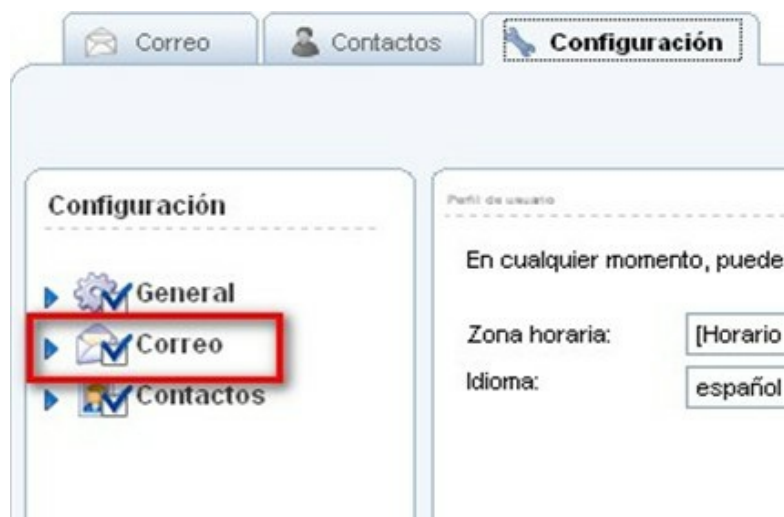 Correo
Contactos
Configuración
Configuración
General
Correo
Contactos
Perfil de usuario
En cualquier momento, puede
Zona horaria:
[Horario
Idioma:
español